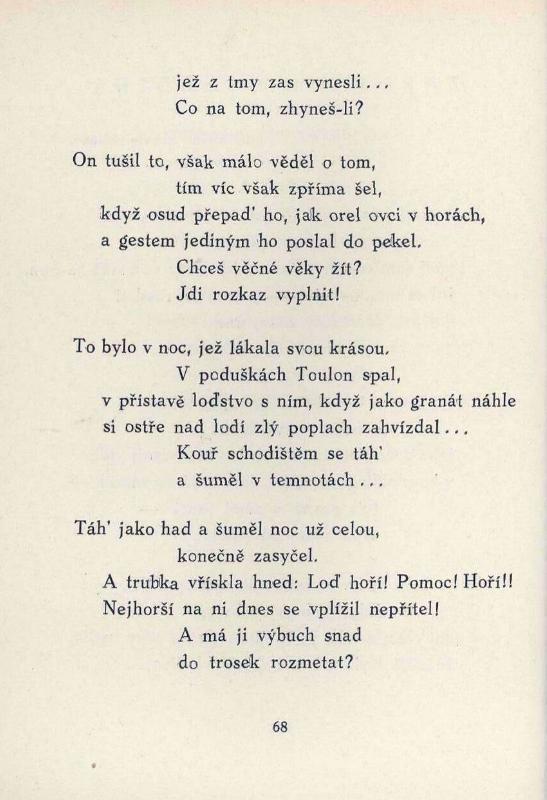 jež z tmy zas vynesli...
Co na tom, zhyneš-li?
On tušil to, však málo věděl o tom,
tím víc však zpříma šel,
když osud přepad' ho, jak orel ovci v horách,
a gestem jediným ho poslal do pekel.
Chceš věčné věky žít?
Jdi rozkaz vyplnit!
To bylo v noc, jež lákala svou krásou.
V poduškách Toulon spal,
v přístavě loďstvo s ním, když jako granát náhle
si ostře nad lodí zlý poplach zahvízdal...
Kouř schodištěm se táh'
a šuměl v temnotách...
Táh' jako had a šuměl noc už celou,
konečně zasyčel.
A trubka vřískla hned: Loď hoří! Pomoc! Hoří!!
Nejhorší na ni dnes se vplížil nepřítel!
A má ji výbuch snad
do trosek rozmetat?
68